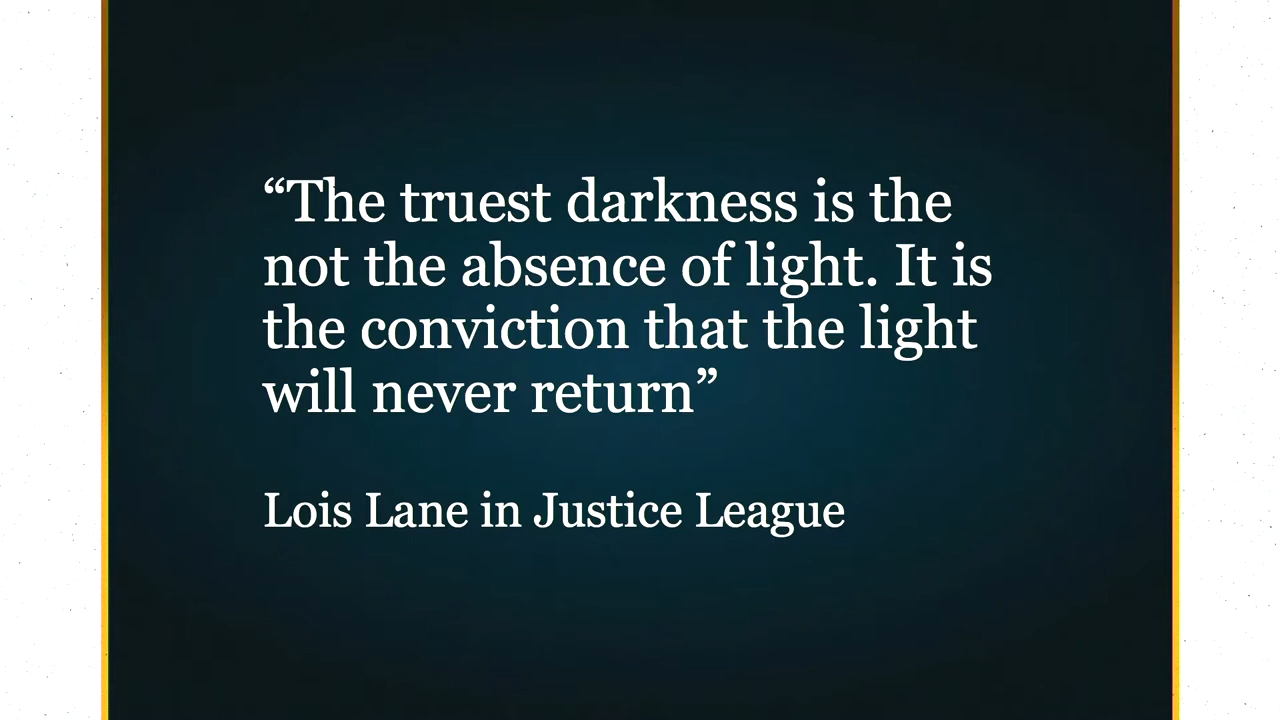 “The truest darkness is the
not the absence of light. It is
the conviction that the light
will never return”
Lois Lane in Justice League